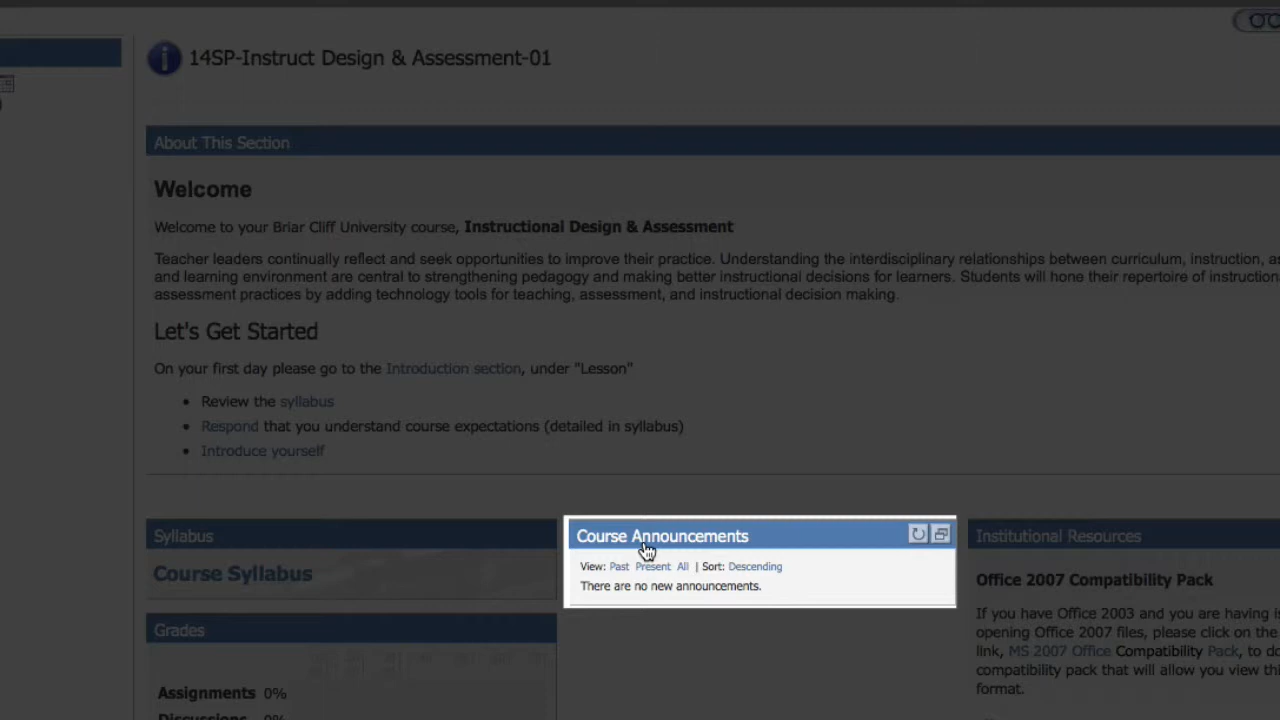 14SP-Instruct Design & Assessment-01
About This Section
Welcome
Welcome to your Briar Cliff University course, Instructional Design & Assessment
Teacher leaders continually reflect and seek opportunities to improve their practice. Understanding the interdisciplinary relationships between curriculum, instruction,
and learning environment are central to strengthening pedagogy and making better instructional decisions for learners. Students will hone their repertoire of
assessment practices by adding technology tools for teaching, assessment, and instructional decision making.
Let's Get Started
On your first day please go to the Introduction section, under "Lesson"
• Review the syllabus
• Respond that you understand course expectations (detailed in syllabus)
• Introduce yourself
Syllabus
Course Syllabus
Grades
Assignments 0%
Discussions 0%
Course Announcements
View: Past Present All | Sort: Descending
There are no new announcements.
Institutional Resources
Office 2007 Compatibility Pack
If you have Office 2003 and you are having
opening Office 2007 files, please click on the
link, MS 2007 Office Compatibility Pack, to
compatibility pack that will allow you view
format.